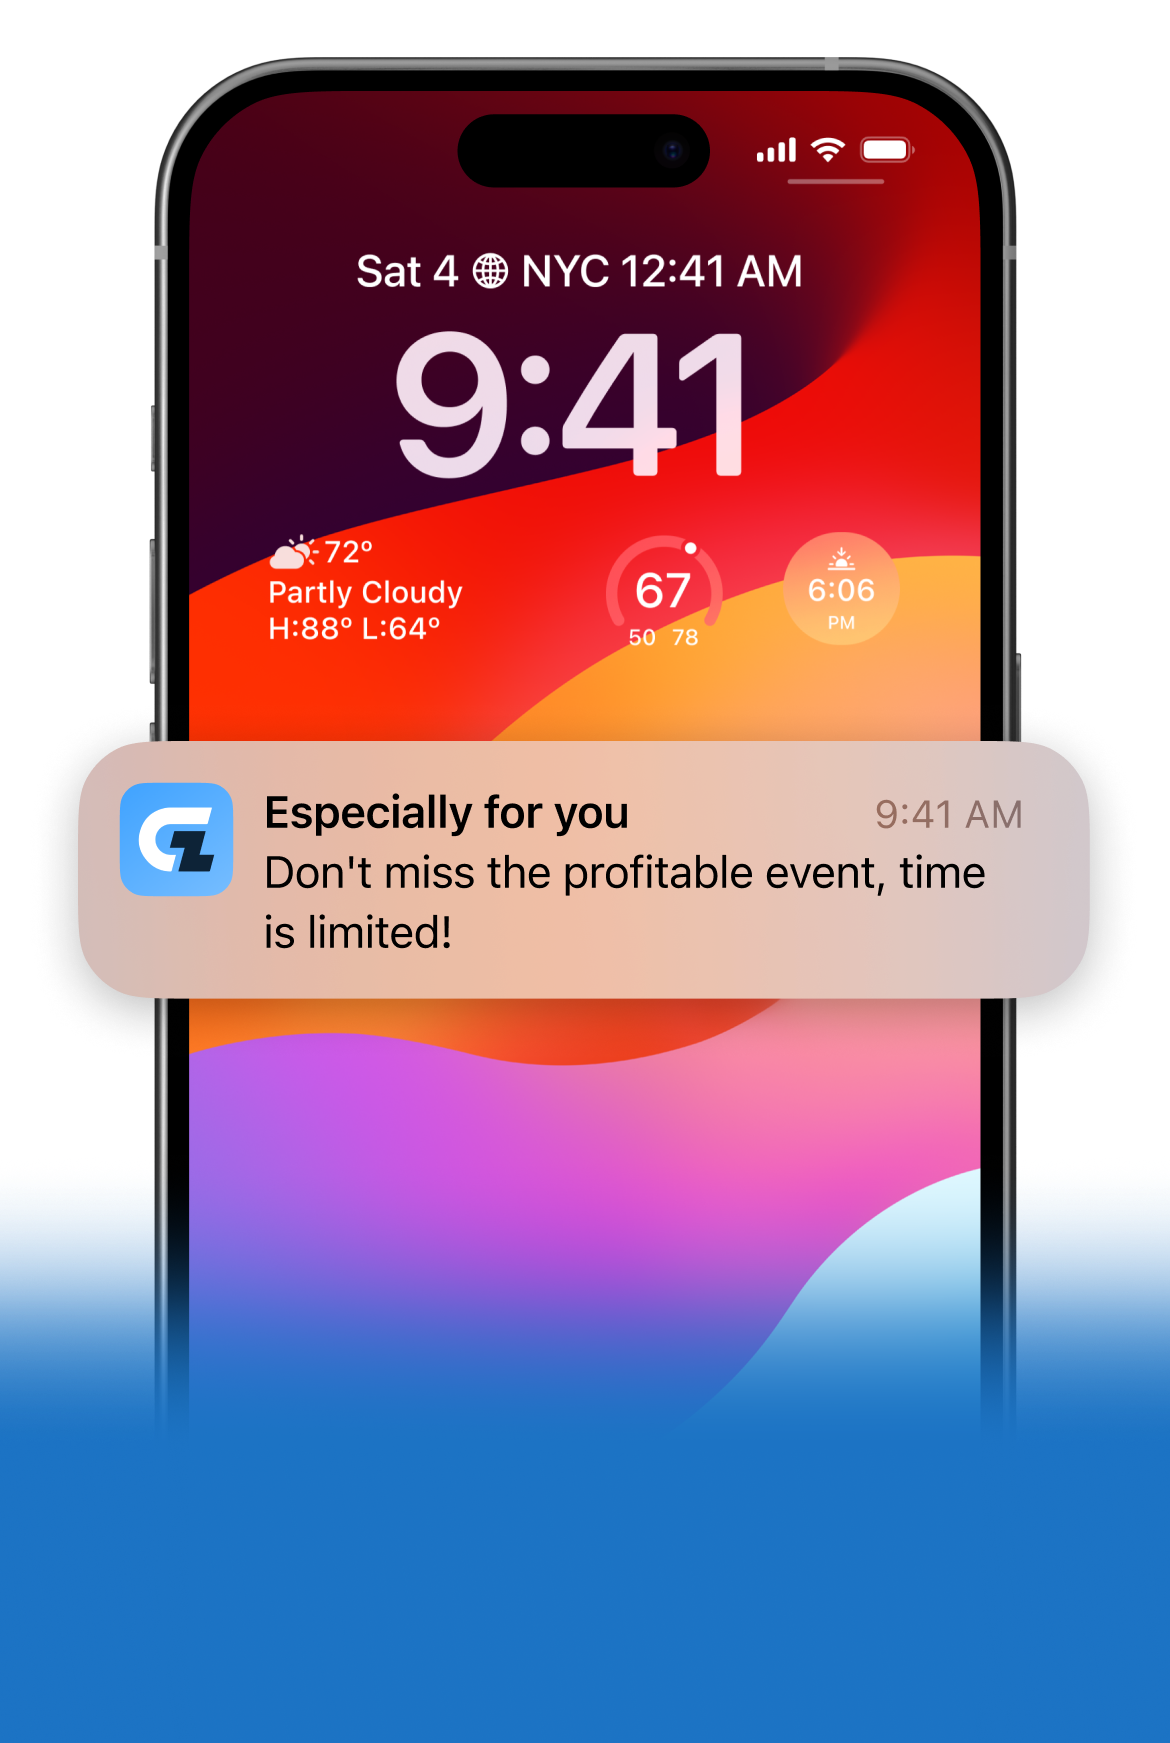 Sat 4 NYC 12:41 AM
9:41
72°
Partly Cloudy
H:88° L:64°
67
50 78
6:06
PM
Especially for you
9:41 AM
Don't miss the profitable event, time
is limited!